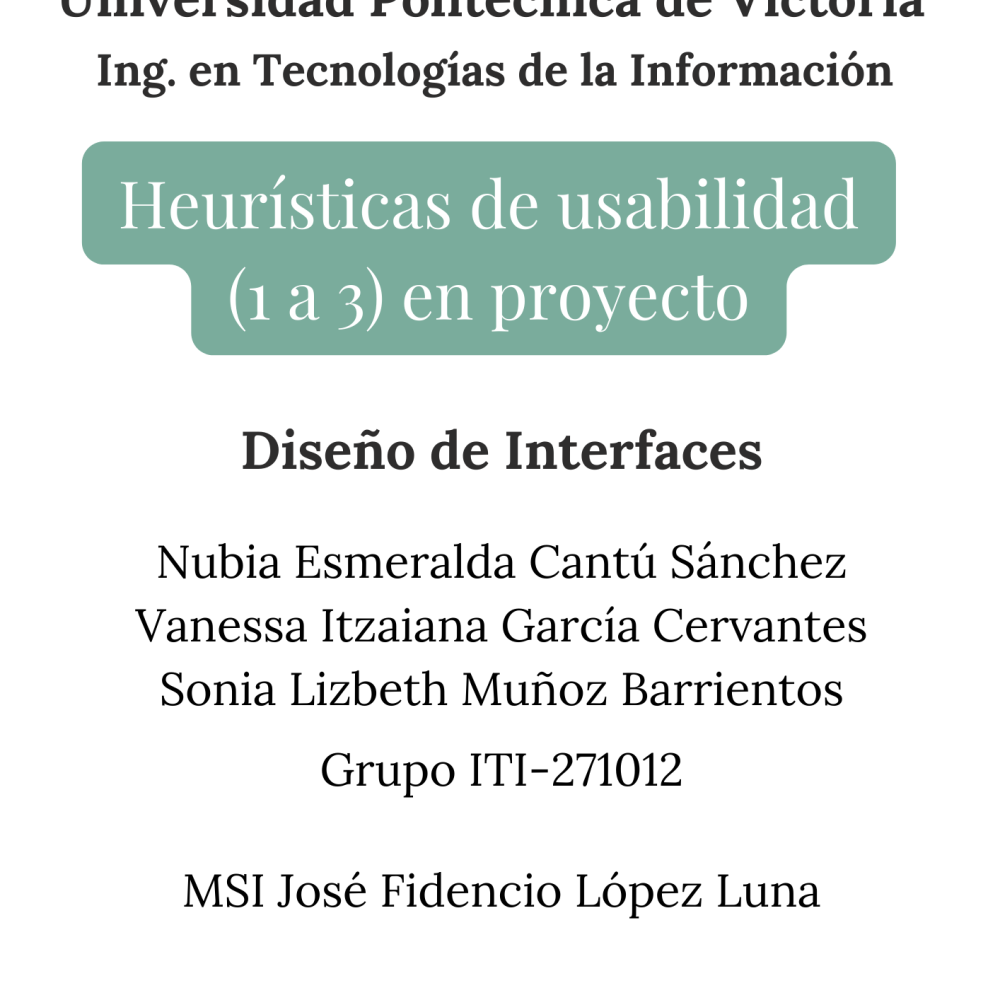 Universidad Politécnica de Victoria
Ing. en Tecnologías de la Información
Heurísticas de usabilidad
(1 a 3) en proyecto
Diseño de Interfaces
Nubia Esmeralda Cantú Sánchez
Vanessa Itzaiana García Cervantes
Sonia Lizbeth Muñoz Barrientos
Grupo ITI-271012
MSI José Fidencio López Luna